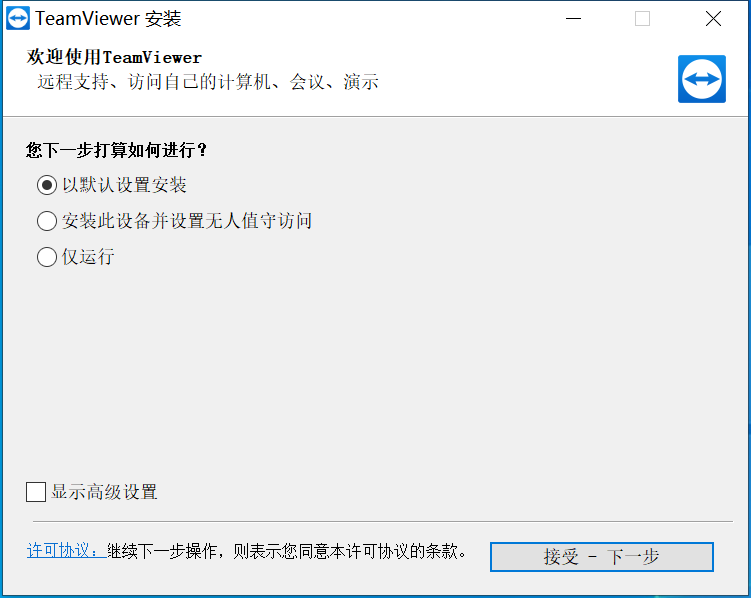 TeamViewer 安装
欢迎使用TeamViewer
远程支持、访问自己的计算机、会议、演示
您下一步打算如何进行？
以默认设置安装
安装此设备并设置无人值守访问
仅运行
显示高级设置
许可协议：继续下一步操作，则表示您同意本许可协议的条款。
接受 - 下一步